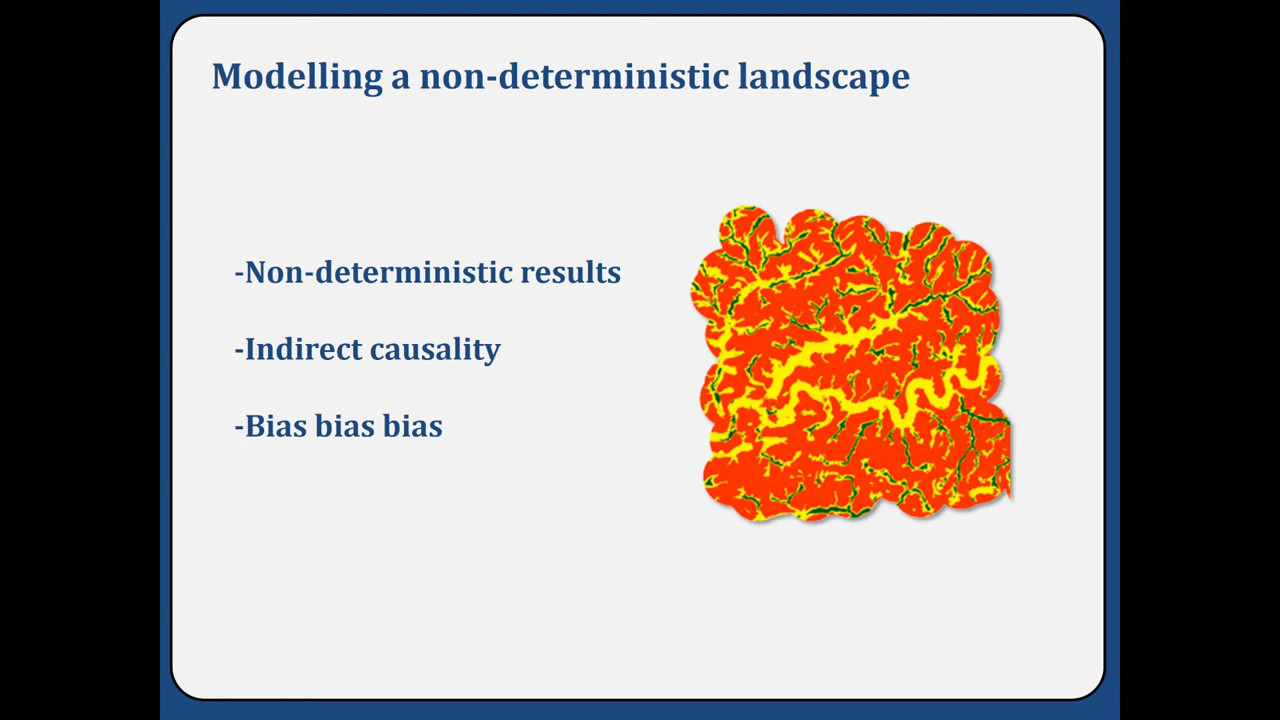 Modelling a non-deterministic landscape
-Non-deterministic results
-Indirect causality
-Bias bias bias